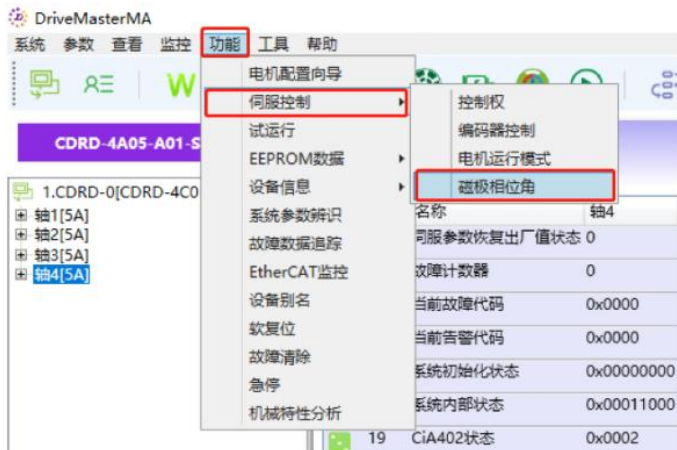 DriveMasterMA
系统 参数 查看 监控 功能 工具 帮助
W
CDRD-4A05-A01-S
1.CDRD-0[CDRD-4C0
轴1[5A]
轴2[5A]
轴3[5A]
轴4[5A]
电机配置向导
伺服控制
试运行
EEPROM数据
设备信息
系统参数辨识
故障数据追踪
EtherCAT监控
设备别名
软复位
故障清除
急停
机械特性分析
控制权
编码器控制
电机运行模式
磁极相位角
名称 轴4
伺服参数恢复出厂值状态 0
故障计数器 0
当前故障代码 0x0000
当前告警代码 0x0000
系统初始化状态 0x00000000
系统内部状态 0x00011000
19 CiA402状态 0x0002